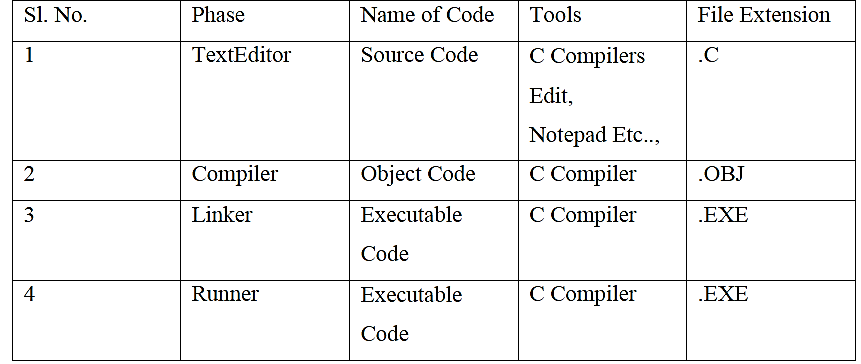 Sl. No. Phase Name of Code Tools File Extension
1 TextEditor Source Code C Compilers .C
Edit,
Notepad Etc..,
2 Compiler Object Code C Compiler .OBJ
3 Linker Executable C Compiler .EXE
Code
4 Runner Executable C Compiler .EXE
Code